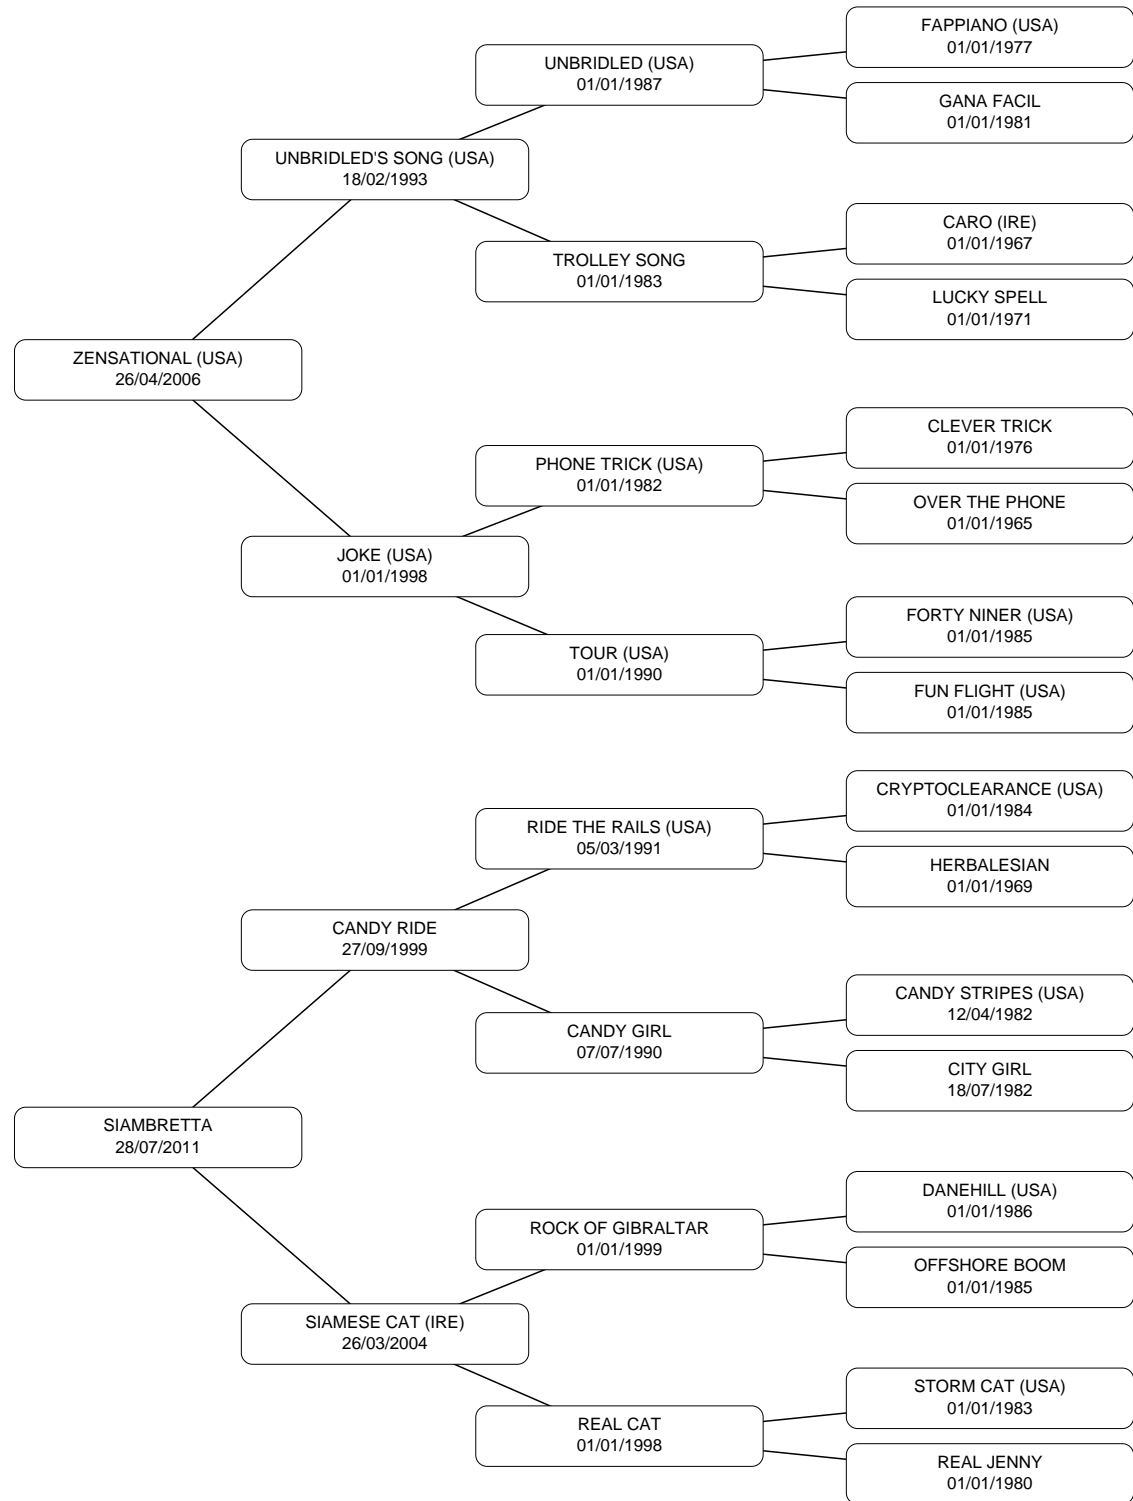 FAPPIANO (USA)
01/01/1977
UNBRIDLED (USA)
01/01/1987
GANA FACIL
01/01/1981
UNBRIDLED'S SONG (USA)
18/02/1993
CARO (IRE)
01/01/1967
TROLLEY SONG
01/01/1983
LUCKY SPELL
01/01/1971
ZENSATIONAL (USA)
26/04/2006
CLEVER TRICK
01/01/1976
PHONE TRICK (USA)
01/01/1982
OVER THE PHONE
01/01/1965
JOKE (USA)
01/01/1998
FORTY NINER (USA)
01/01/1985
TOUR (USA)
01/01/1990
FUN FLIGHT (USA)
01/01/1985
CRYPTOCLEARANCE (USA)
01/01/1984
RIDE THE RAILS (USA)
05/03/1991
HERBALESIAN
01/01/1969
CANDY RIDE
27/09/1999
CANDY STRIPES (USA)
12/04/1982
CANDY GIRL
07/07/1990
CITY GIRL
18/07/1982
SIAMBRETTA
28/07/2011
DANEHILL (USA)
01/01/1986
ROCK OF GIBRALTAR
01/01/1999
OFFSHORE BOOM
01/01/1985
SIAMESE CAT (IRE)
26/03/2004
STORM CAT (USA)
01/01/1983
REAL CAT
01/01/1998
REAL JENNY
01/01/1980